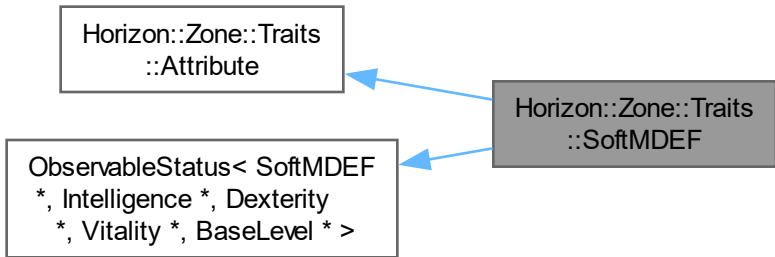 Horizon::Zone::Traits
::Attribute
Horizon::Zone::Traits
::SoftMDEF
ObservableStatus< SoftMDEF
*, Intelligence *, Dexterity
*, Vitality *, BaseLevel * >